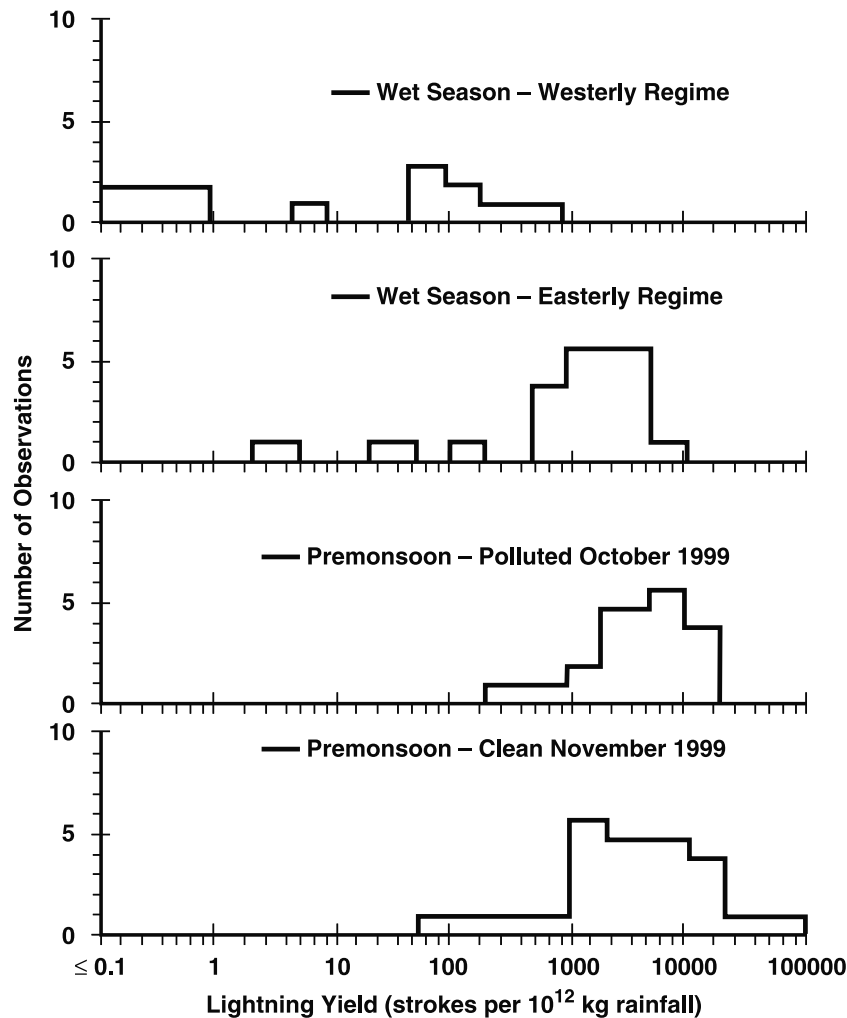 10
Wet Season – Westerly Regime
5
0
10
Wet Season – Easterly Regime
5
0
Number of Observations
10
Premonsoon – Polluted October 1999
5
0
10
Premonsoon – Clean November 1999
5
0
≤ 0.1 1 10 100 1000 10000 100000
Lightning Yield (strokes per 10¹² kg rainfall)